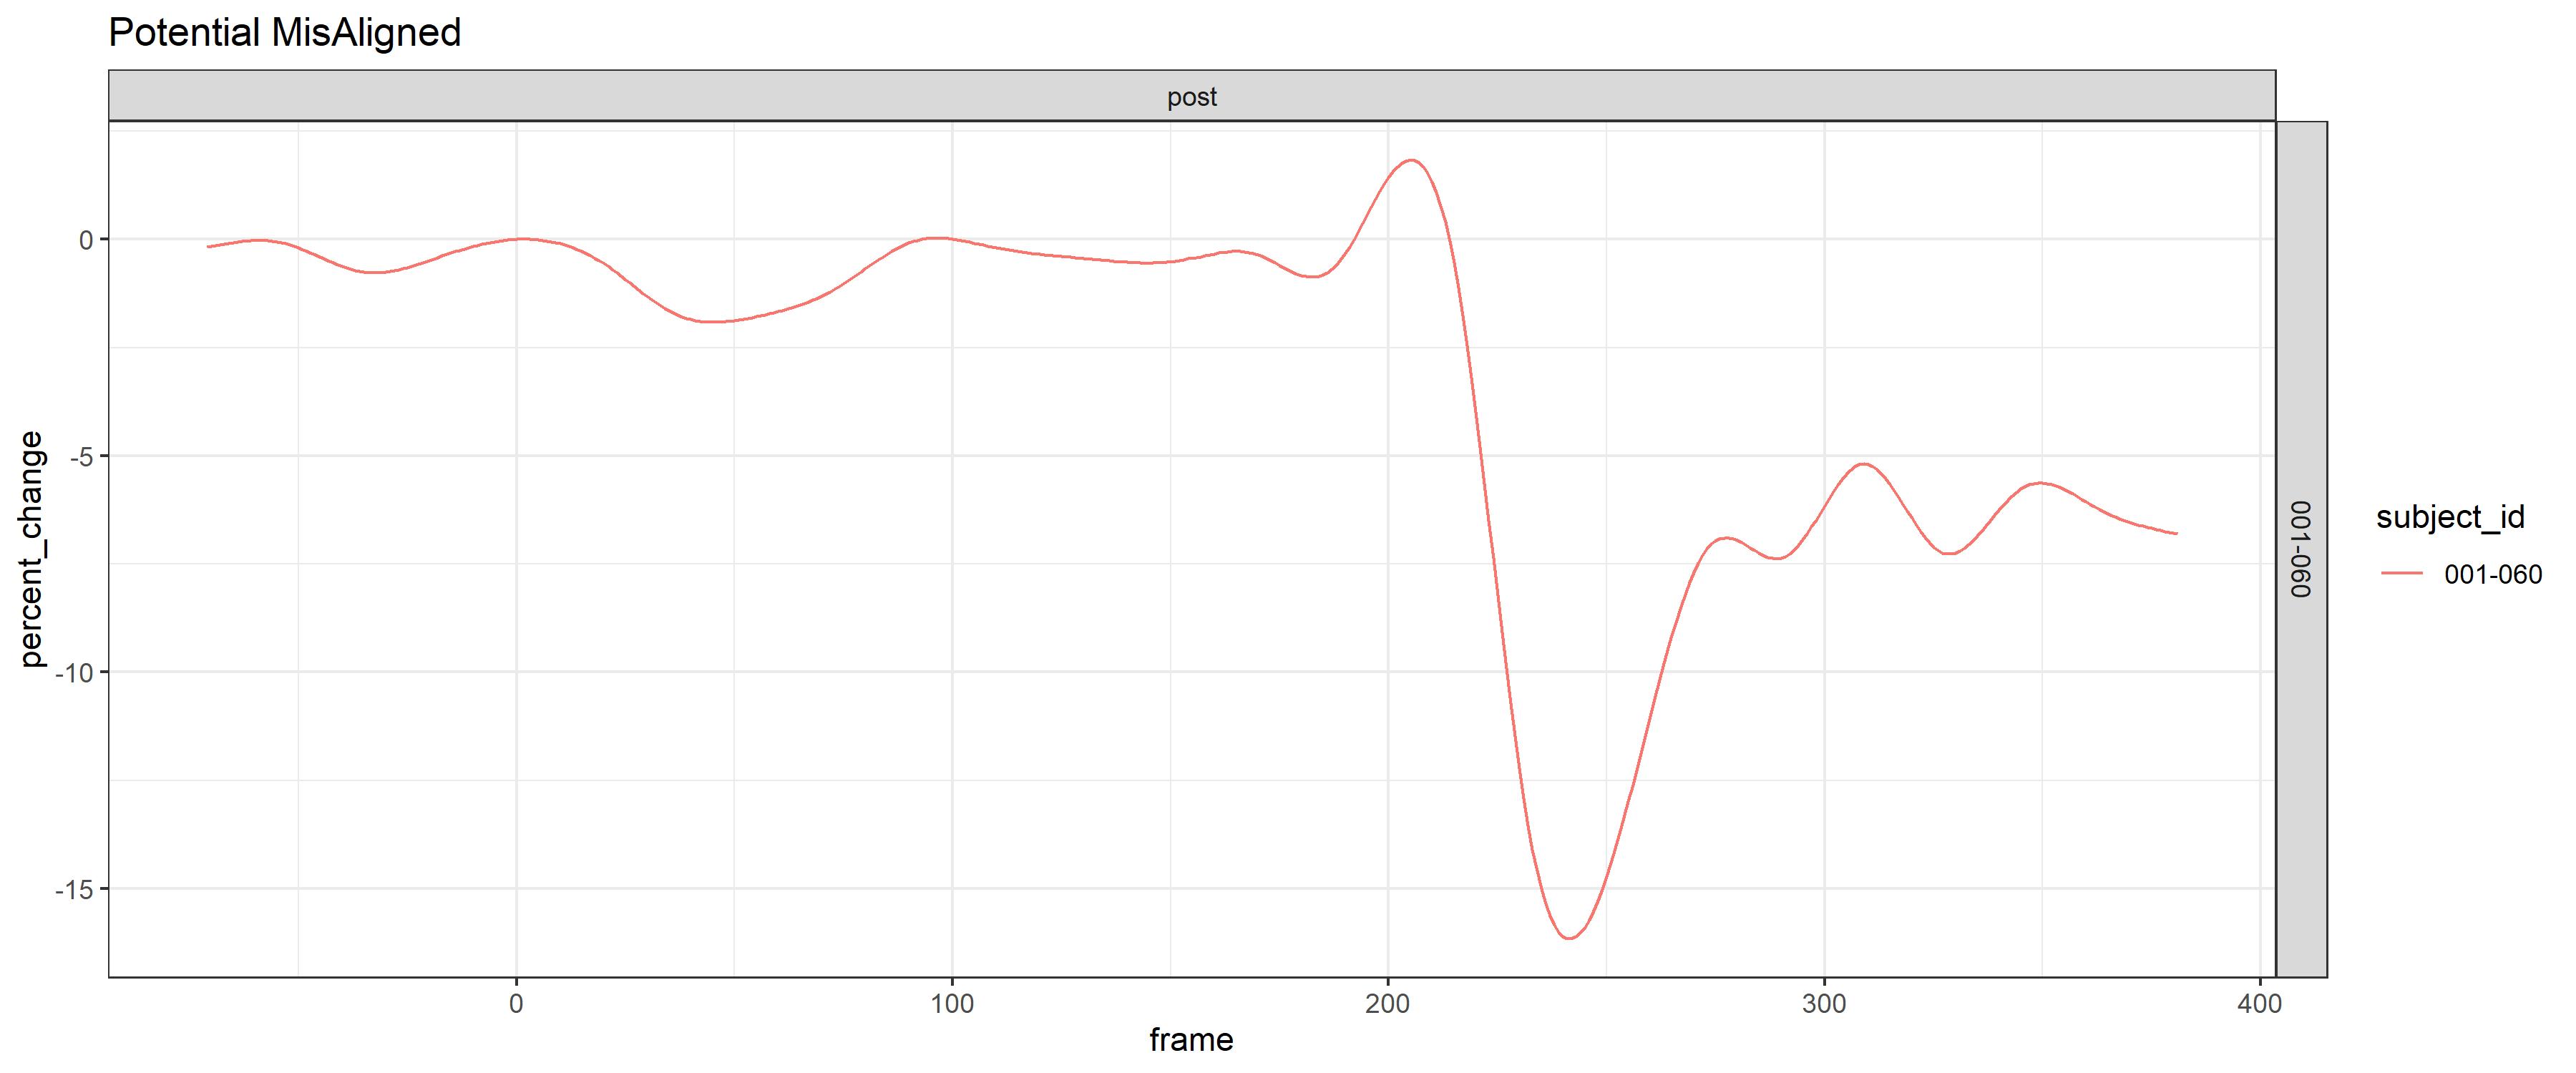 Potential MisAligned
post
0
-5
-10
-15
percent_change
001-060
0 100 200 300 400
frame
subject_id
001-060